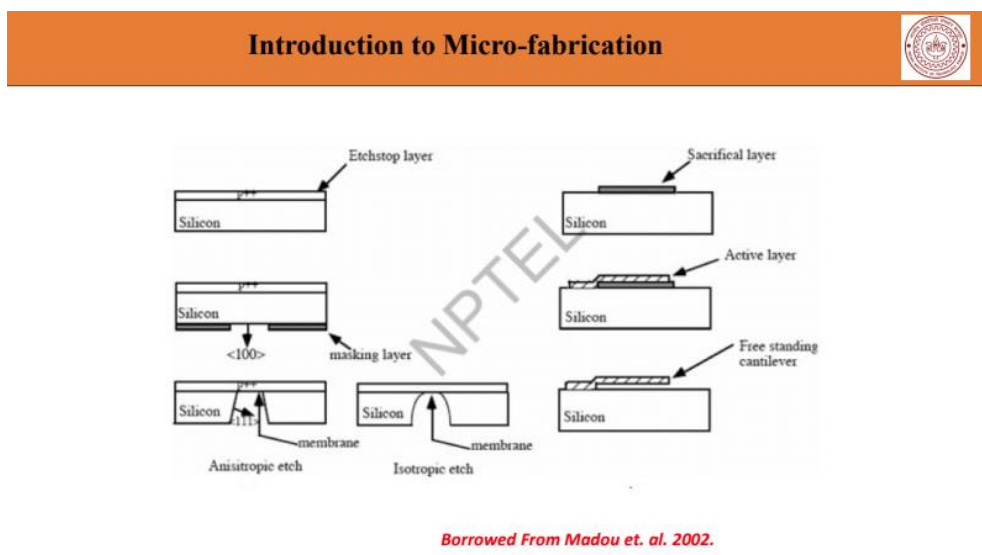 Introduction to Micro-fabrication
Etchstop layer
P++
Silicon
P++
Silicon
<100>
masking layer
P++
Silicon
<111>
membrane
Anisitropic etch
Silicon
membrane
Isotropic etch
Sacrifical layer
Silicon
Active layer
Silicon
Free standing
cantilever
Silicon
NPTEL
Borrowed From Madou et. al. 2002.